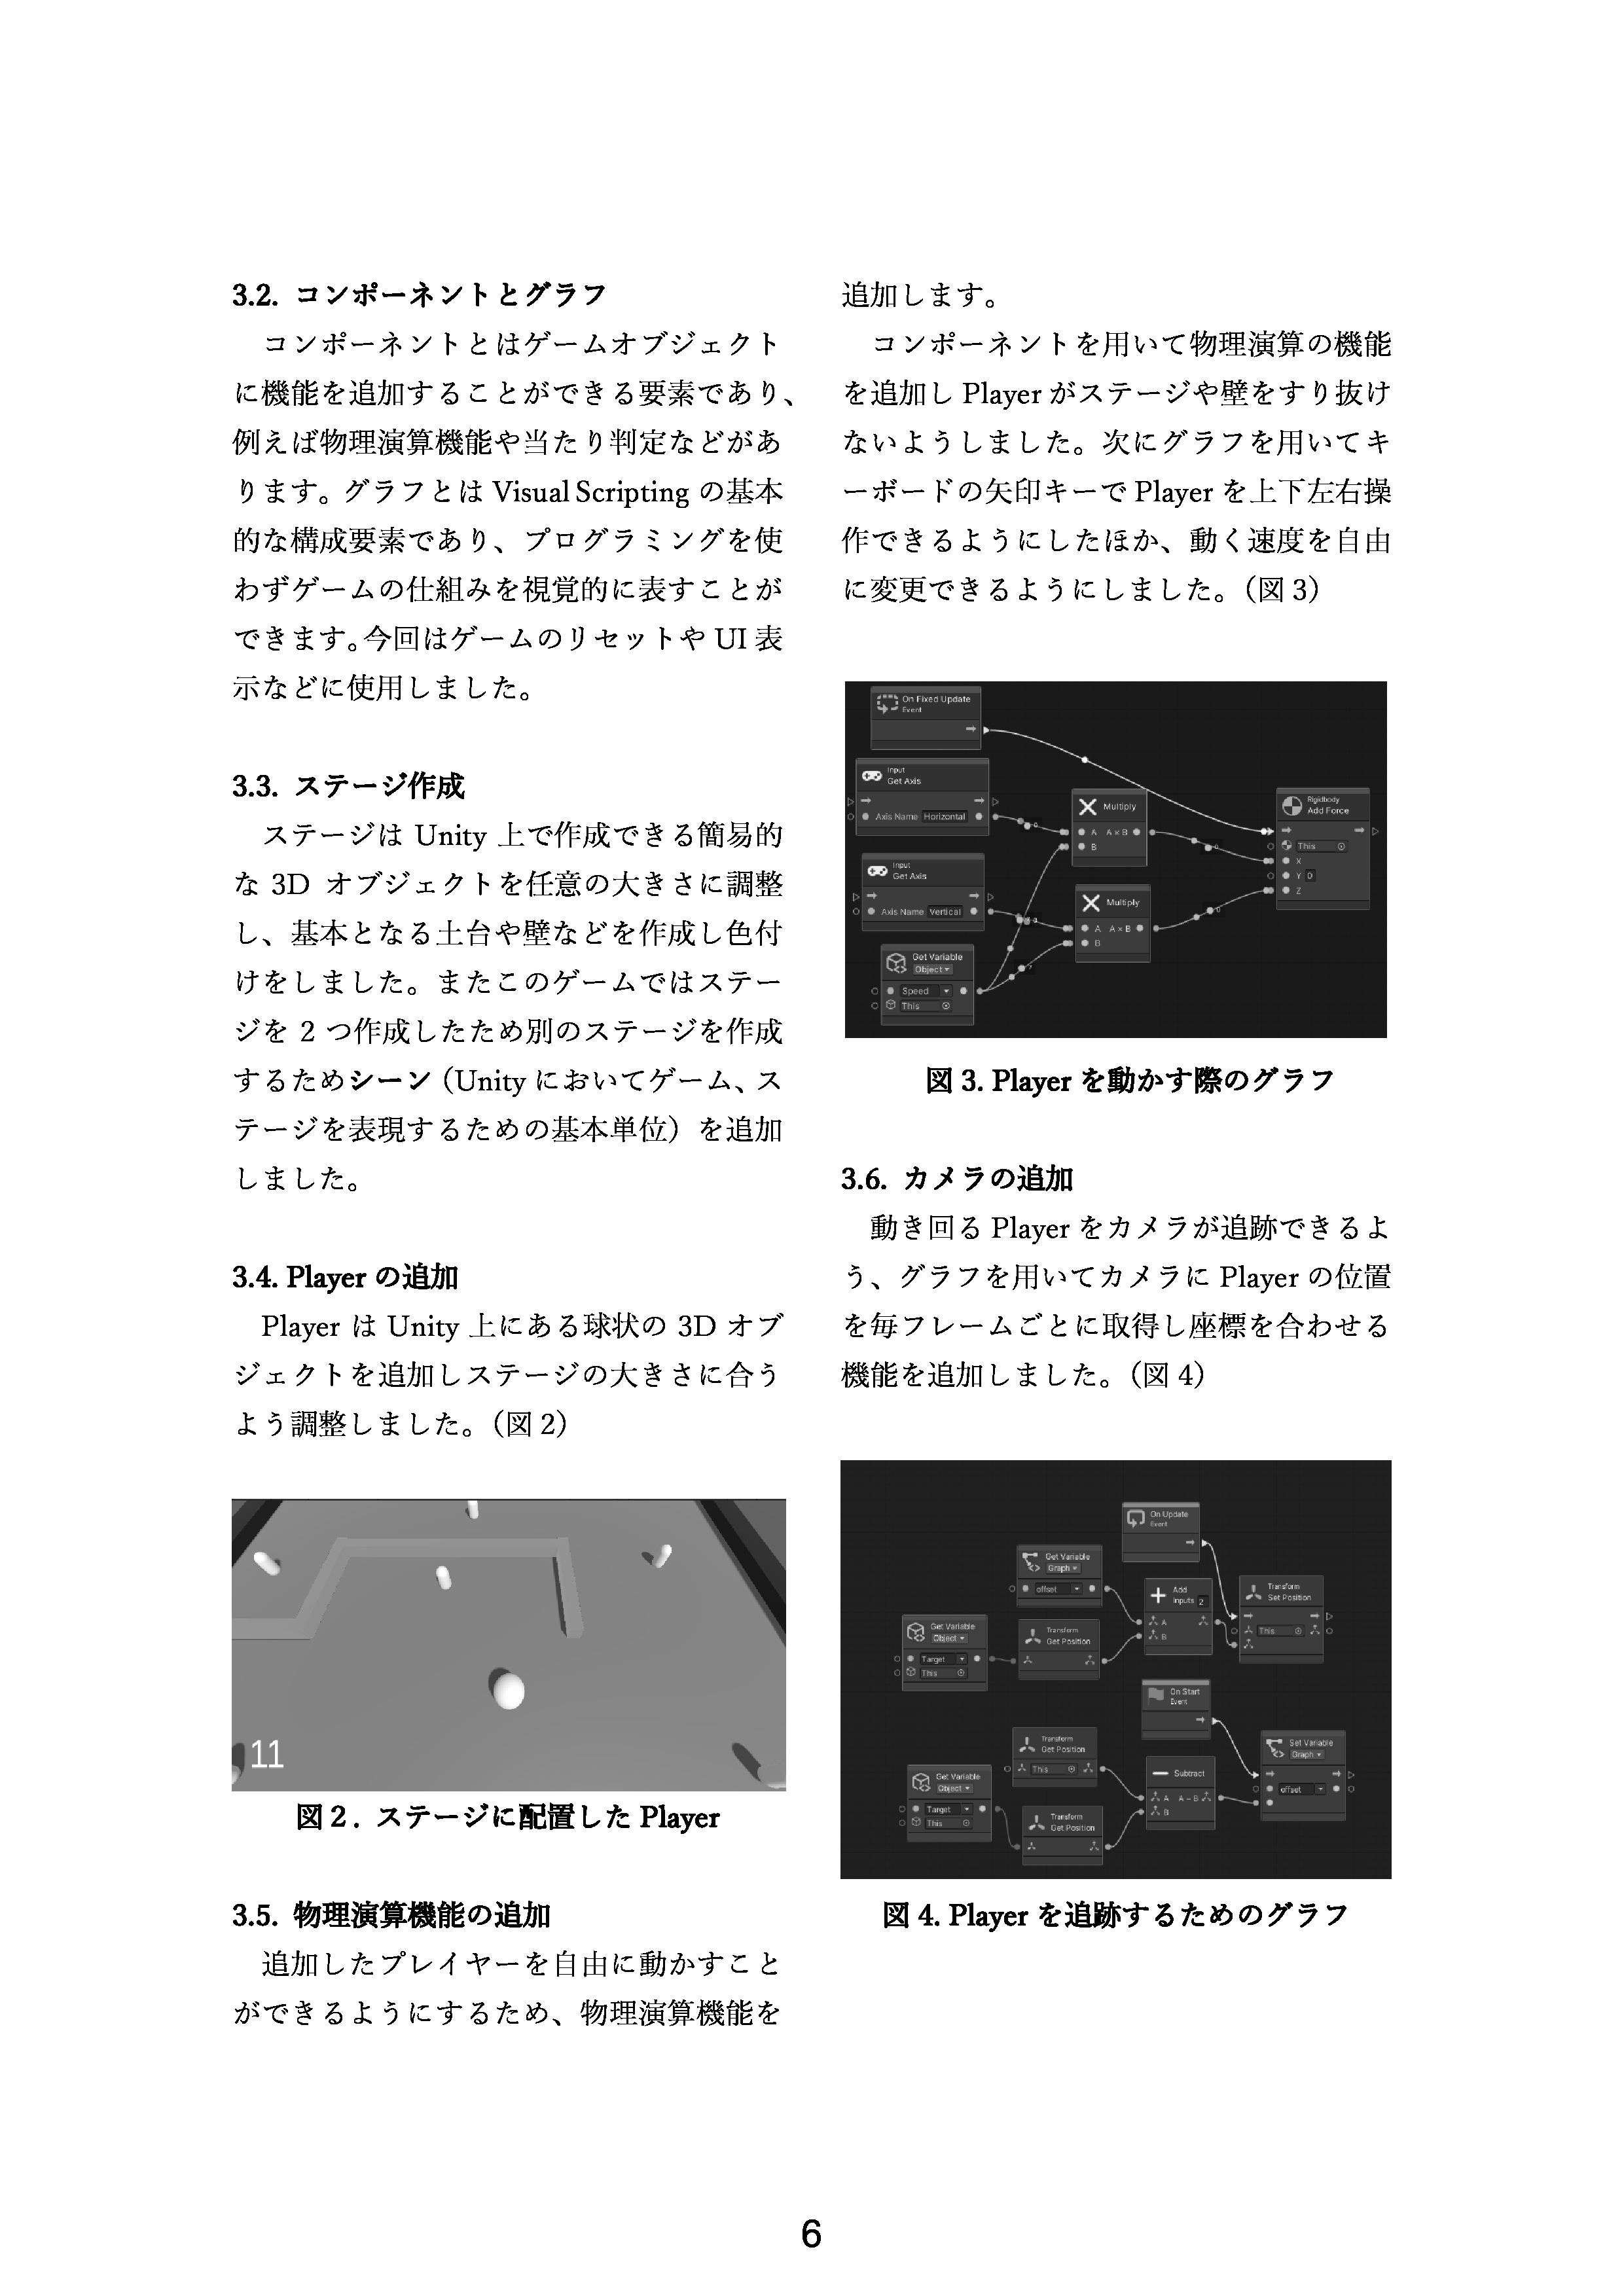 3.2. コンポーネントとグラフ
コンポーネントとはゲームオブジェクト
に機能を追加することができる要素であり、
例えば物理演算機能や当たり判定などがあ
ります。グラフとは Visual Scripting の基本
的な構成要素であり、プログラミングを使
わずゲームの仕組みを視覚的に表すことが
できます。今回はゲームのリセットや UI 表
示などに使用しました。
3.3. ステージ作成
ステージは Unity 上で作成できる簡易的
な 3D オブジェクトを任意の大きさに調整
し、基本となる土台や壁などを作成し色付
けをしました。またこのゲームではステー
ジを 2 つ作成したため別のステージを作成
するためシーン（Unity においてゲーム、ス
テージを表現するための基本単位）を追加
しました。
3.4. Player の追加
Player は Unity 上にある球状の 3D オブ
ジェクトを追加しステージの大きさに合う
よう調整しました。（図 2）
11
図２. ステージに配置した Player
3.5. 物理演算機能の追加
追加したプレイヤーを自由に動かすこと
ができるようにするため、物理演算機能を
追加します。
コンポーネントを用いて物理演算の機能
を追加し Player がステージや壁をすり抜け
ないようしました。次にグラフを用いてキ
ーボードの矢印キーで Player を上下左右操
作できるようにしたほか、動く速度を自由
に変更できるようにしました。（図 3）
On Fixed Update
Event
Input
Get Axis
Axis Name Horizontal
Input
Get Axis
Axis Name Vertical
Get Variable
Object
Speed
This
Multiply
A A×B
B
Multiply
A A×B
B
Rigidbody
Add Force
This
X
Y 0
Z
図 3. Player を動かす際のグラフ
3.6. カメラの追加
動き回る Player をカメラが追跡できるよ
う、グラフを用いてカメラに Player の位置
を毎フレームごとに取得し座標を合わせる
機能を追加しました。（図 4）
On Update
Event
Get Variable
Graph
offset
Add
Inputs 2
A
B
Transform
Set Position
This
Get Variable
Object
Target
This
Transform
Get Position
On Start
Event
Transform
Get Position
This
Set Variable
Graph
offset
Subtract
A A−B
B
Get Variable
Object
Target
This
Transform
Get Position
図 4. Player を追跡するためのグラフ
6